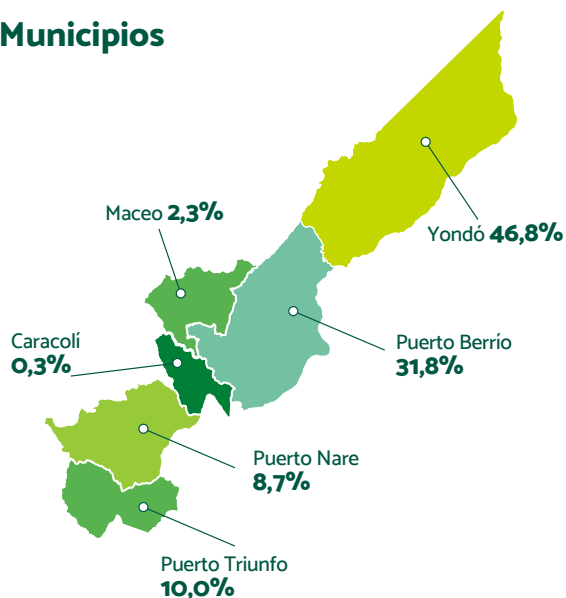 Municipios
Maceo 2,3%
Yondó 46,8%
Caracolí
0,3%
Puerto Berrío
31,8%
Puerto Nare
8,7%
Puerto Triunfo
10,0%